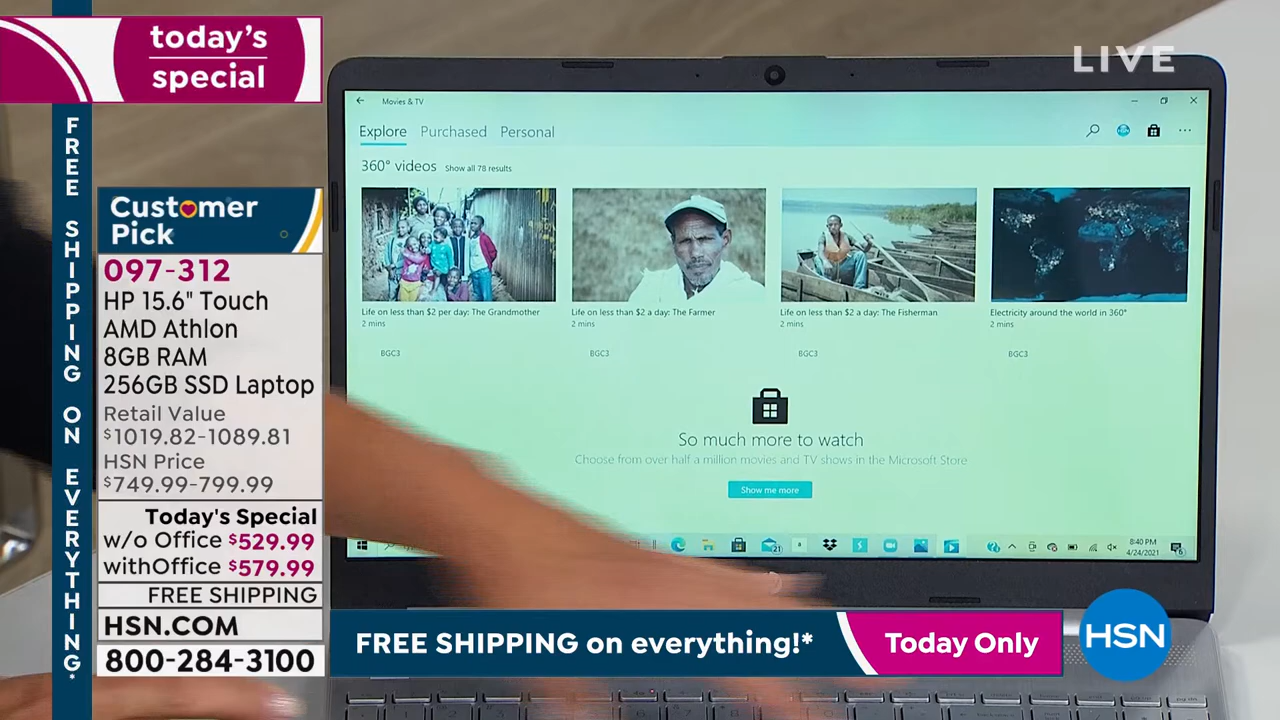 today's
special
FREE SHIPPING ON EVERYTHING!*
Customer
Pick
097-312
HP 15.6" Touch
AMD Athlon
8GB RAM
256GB SSD Laptop
Retail Value
$1019.82-1089.81
HSN Price
$749.99-799.99
Today's Special
w/o Office $529.99
withOffice $579.99
FREE SHIPPING
HSN.COM
800-284-3100
LIVE
Movies & TV
Explore Purchased Personal
360° videos Show all 78 results
Life on less than $2 per day: The Grandmother
2 mins
BGC3
Life on less than $2 a day: The Farmer
2 mins
BGC3
Life on less than $2 a day: The Fisherman
2 mins
BGC3
Electricity around the world in 360°
2 mins
BGC3
So much more to watch
Choose from over half a million movies and TV shows in the Microsoft Store
Show me more
21
8:40 PM
4/24/2021
FREE SHIPPING on everything!*
Today Only
HSN